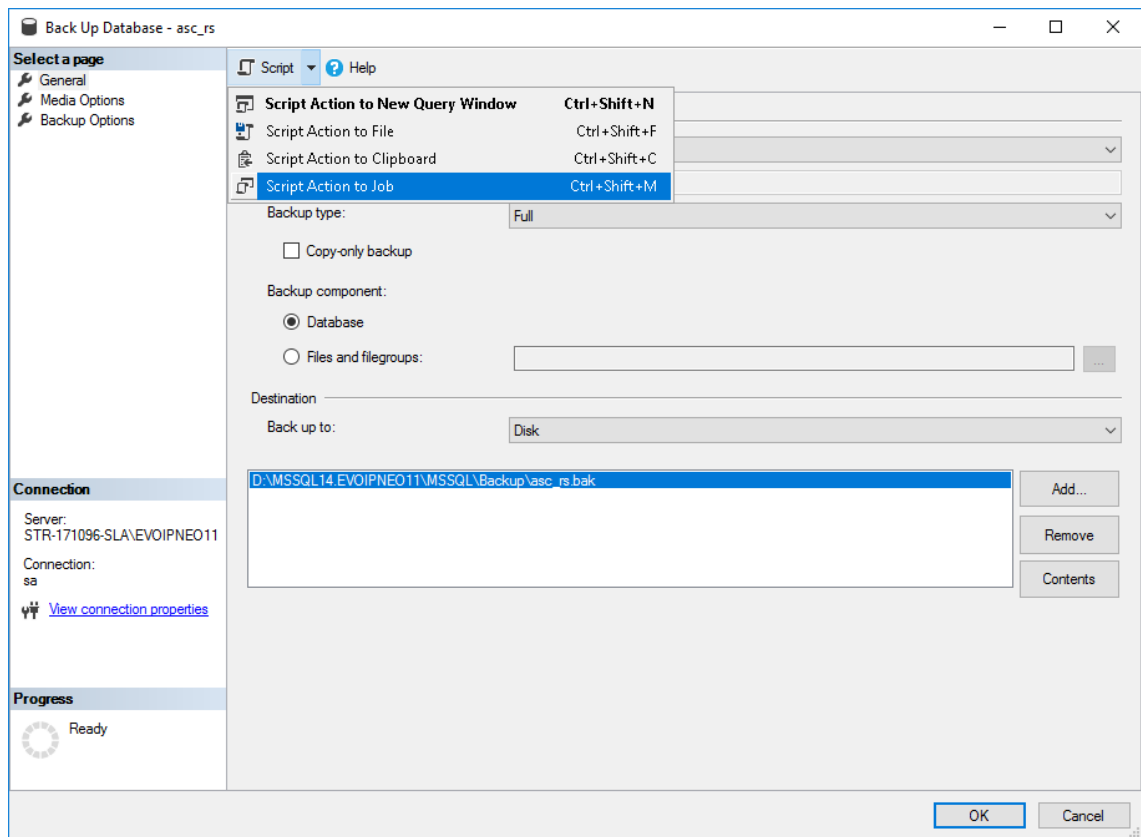 Back Up Database - asc_rs
Select a page
General
Media Options
Backup Options
Script
Help
Script Action to New Query Window Ctrl+Shift+N
Script Action to File Ctrl+Shift+F
Script Action to Clipboard Ctrl+Shift+C
Script Action to Job Ctrl+Shift+M
Backup type: Full
Copy-only backup
Backup component:
Database
Files and filegroups:
...
Destination
Back up to: Disk
D:\MSSQL14.EVOIPNEO11\MSSQL\Backup\asc_rs.bak
Add...
Remove
Contents
Connection
Server:
STR-171096-SLA\EVOIPNEO11
Connection:
sa
View connection properties
Progress
Ready
OK
Cancel